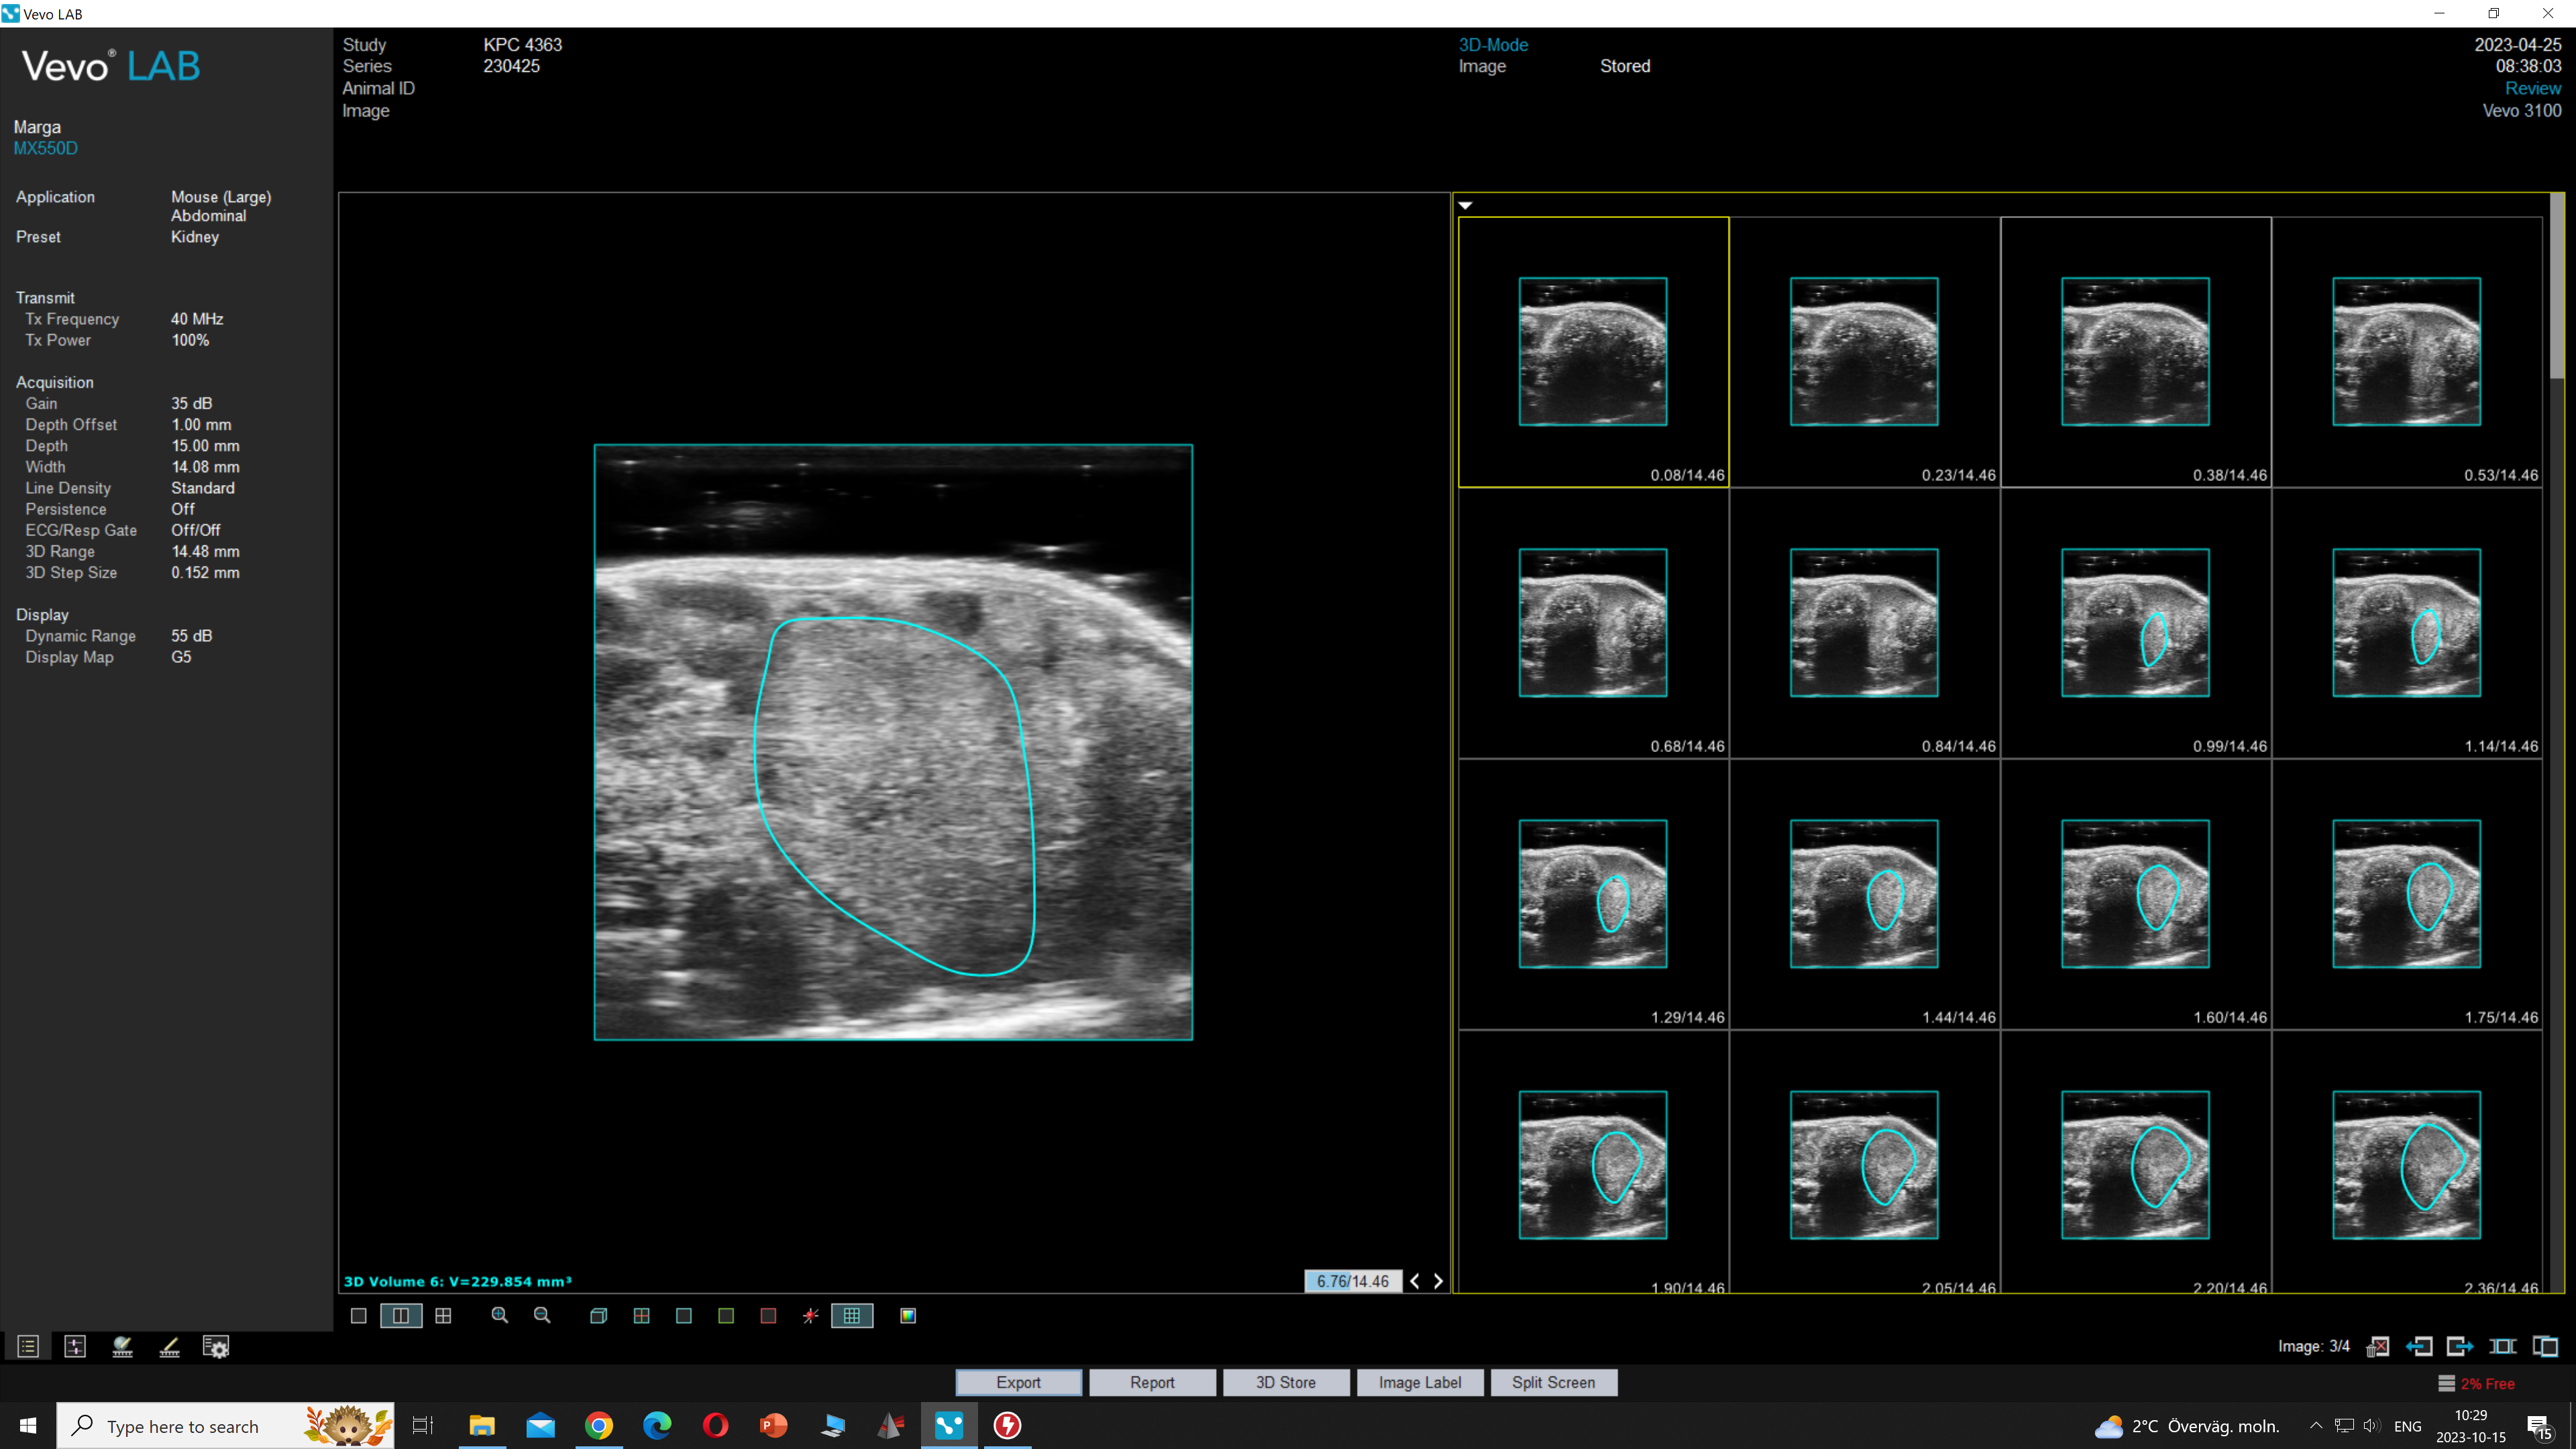 Vevo LAB
Vevo® LAB
Study KPC 4363
Series 230425
Animal ID
Image
3D-Mode
Image Stored
2023-04-25
08:38:03
Review
Vevo 3100
Marga
MX550D
Application Mouse (Large)
Abdominal
Preset Kidney
Transmit
Tx Frequency 40 MHz
Tx Power 100%
Acquisition
Gain 35 dB
Depth Offset 1.00 mm
Depth 15.00 mm
Width 14.08 mm
Line Density Standard
Persistence Off
ECG/Resp Gate Off/Off
3D Range 14.48 mm
3D Step Size 0.152 mm
Display
Dynamic Range 55 dB
Display Map G5
0.08/14.46 0.23/14.46 0.38/14.46 0.53/14.46
0.68/14.46 0.84/14.46 0.99/14.46 1.14/14.46
1.29/14.46 1.44/14.46 1.60/14.46 1.75/14.46
1.90/14.46 2.05/14.46 2.20/14.46 2.36/14.46
3D Volume 6: V=229.854 mm³
6.76/14.46
Image: 3/4
Export Report 3D Store Image Label Split Screen
2% Free
Type here to search
2°C Överväg. moln.
ENG
10:29
2023-10-15
15